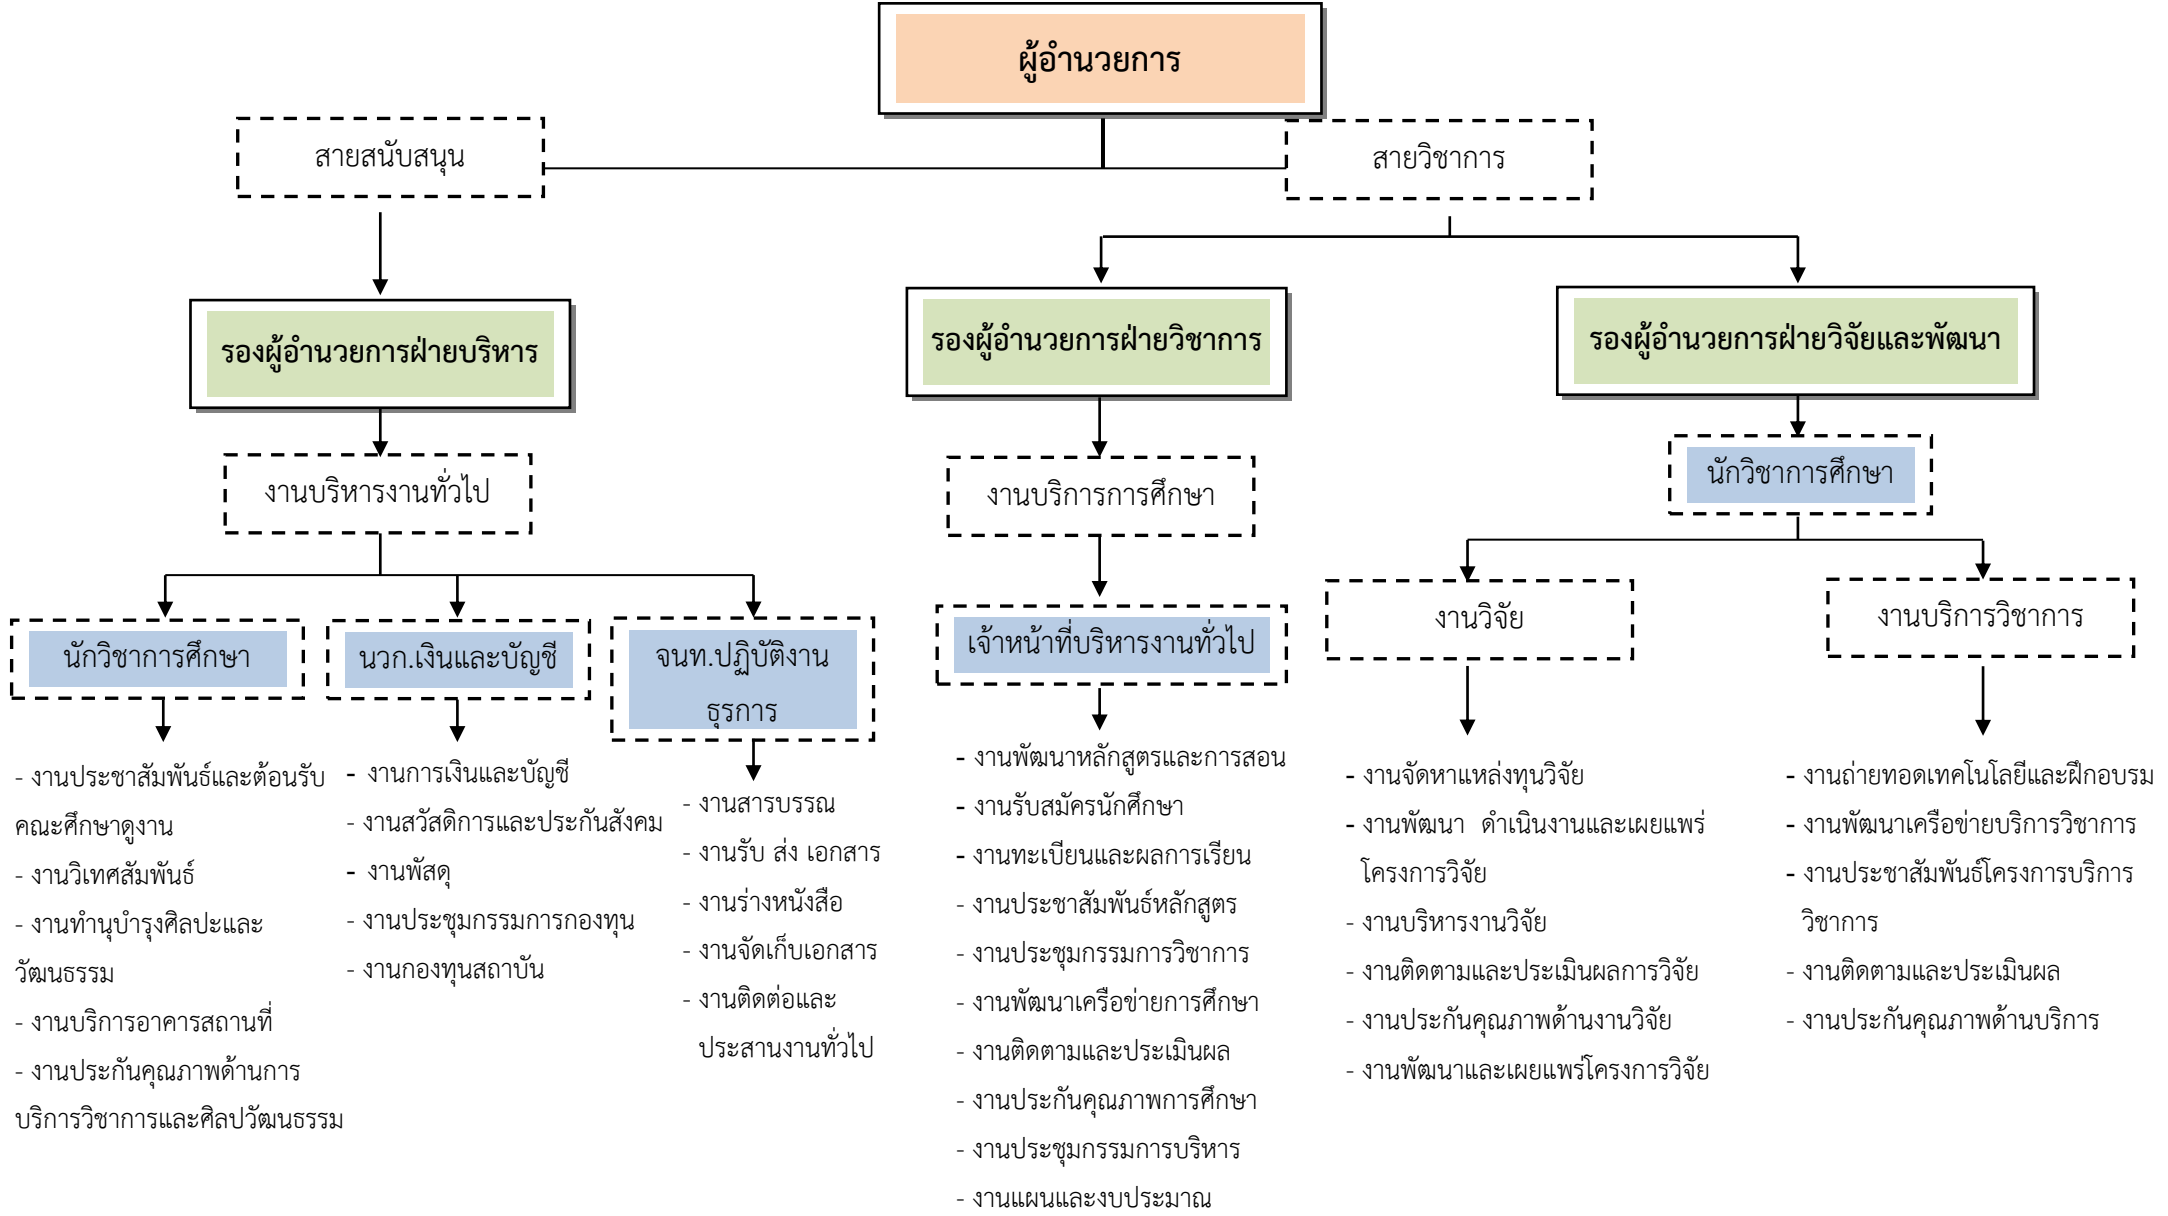 ผู้อำนวยการ
สายสนับสนุน
สายวิชาการ
รองผู้อำนวยการฝ่ายบริหาร
รองผู้อำนวยการฝ่ายวิชาการ
รองผู้อำนวยการฝ่ายวิจัยและพัฒนา
งานบริหารงานทั่วไป
งานบริการการศึกษา
นักวิชาการศึกษา
งานวิจัย
งานบริการวิชาการ
นักวิชาการศึกษา
นวก.เงินและบัญชี
จนท.ปฏิบัติงาน
ธุรการ
เจ้าหน้าที่บริหารงานทั่วไป
- งานประชาสัมพันธ์และต้อนรับ
คณะศึกษาดูงาน
- งานวิเทศสัมพันธ์
- งานทำนุบำรุงศิลปะและ
วัฒนธรรม
- งานบริการอาคารสถานที่
- งานประกันคุณภาพด้านการ
บริการวิชาการและศิลปวัฒนธรรม
- งานการเงินและบัญชี
- งานสวัสดิการและประกันสังคม
- งานพัสดุ
- งานประชุมกรรมการกองทุน
- งานกองทุนสถาบัน
- งานสารบรรณ
- งานรับ ส่ง เอกสาร
- งานร่างหนังสือ
- งานจัดเก็บเอกสาร
- งานติดต่อและ
ประสานงานทั่วไป
- งานพัฒนาหลักสูตรและการสอน
- งานรับสมัครนักศึกษา
- งานทะเบียนและผลการเรียน
- งานประชาสัมพันธ์หลักสูตร
- งานประชุมกรรมการวิชาการ
- งานพัฒนาเครือข่ายการศึกษา
- งานติดตามและประเมินผล
- งานประกันคุณภาพการศึกษา
- งานประชุมกรรมการบริหาร
- งานแผนและงบประมาณ
- งานจัดหาแหล่งทุนวิจัย
- งานพัฒนา ดำเนินงานและเผยแพร่
โครงการวิจัย
- งานบริหารงานวิจัย
- งานติดตามและประเมินผลการวิจัย
- งานประกันคุณภาพด้านงานวิจัย
- งานพัฒนาและเผยแพร่โครงการวิจัย
- งานถ่ายทอดเทคโนโลยีและฝึกอบรม
- งานพัฒนาเครือข่ายบริการวิชาการ
- งานประชาสัมพันธ์โครงการบริการ
วิชาการ
- งานติดตามและประเมินผล
- งานประกันคุณภาพด้านบริการ